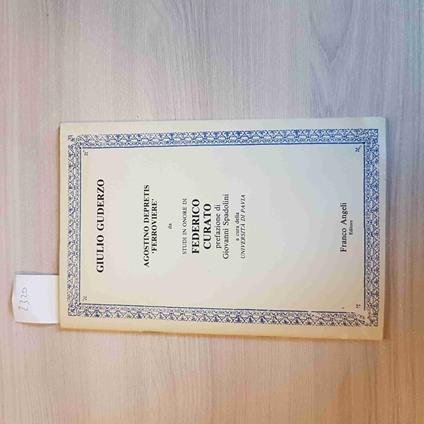 GIULIO GUDERZO
AGOSTINO DEPRETIS
'FERROVIERE'
da
STUDI IN ONORE DI
FEDERICO
CURATO
prefazione di
Giovanni Spadolini
a cura della
UNIVERSITÀ DI PAVIA
Franco Angeli
Editore
2320